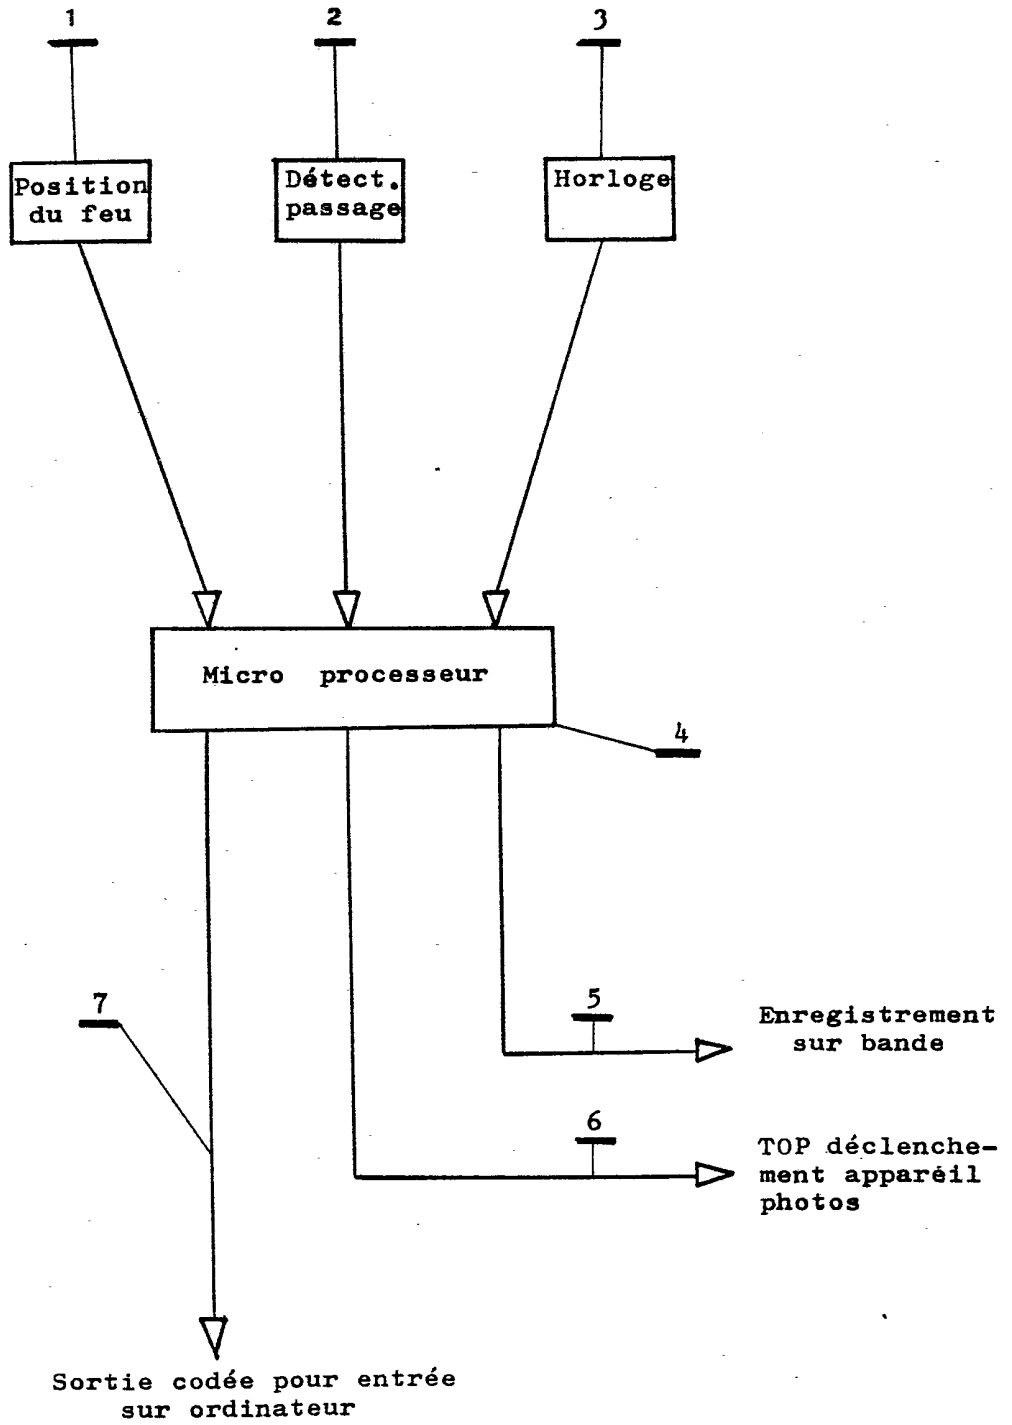 1
2
3
Position
du feu
Détect.
passage
Horloge
Micro processeur
4
7
5
Enregistrement
sur bande
6
TOP déclenche-
ment apparéil
photos
Sortie codée pour entrée
sur ordinateur